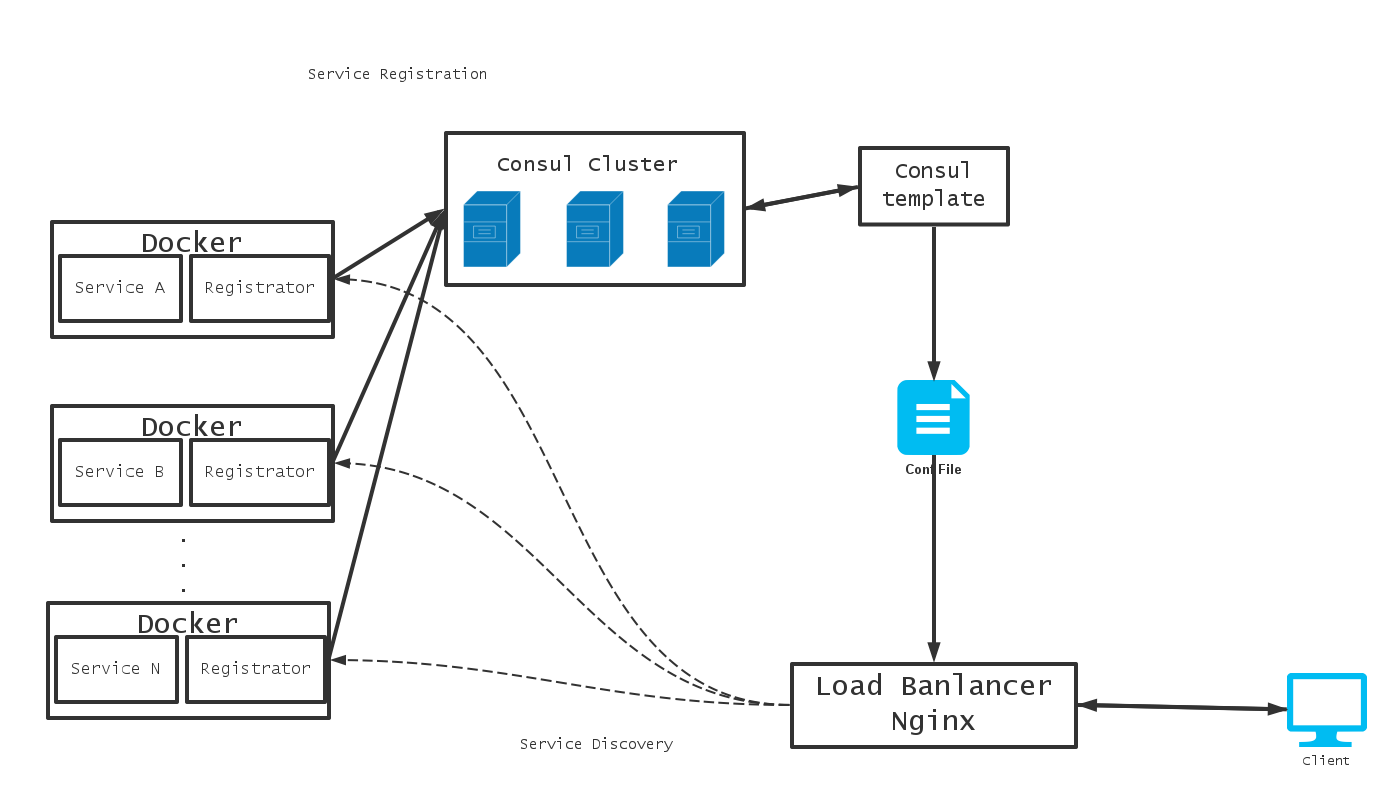 Service Registration
Consul Cluster
Consul
template
Docker
Service A
Registrator
Docker
Service B
Registrator
.
.
.
Docker
Service N
Registrator
Conf File
Load Banlancer
Nginx
Service Discovery
Client